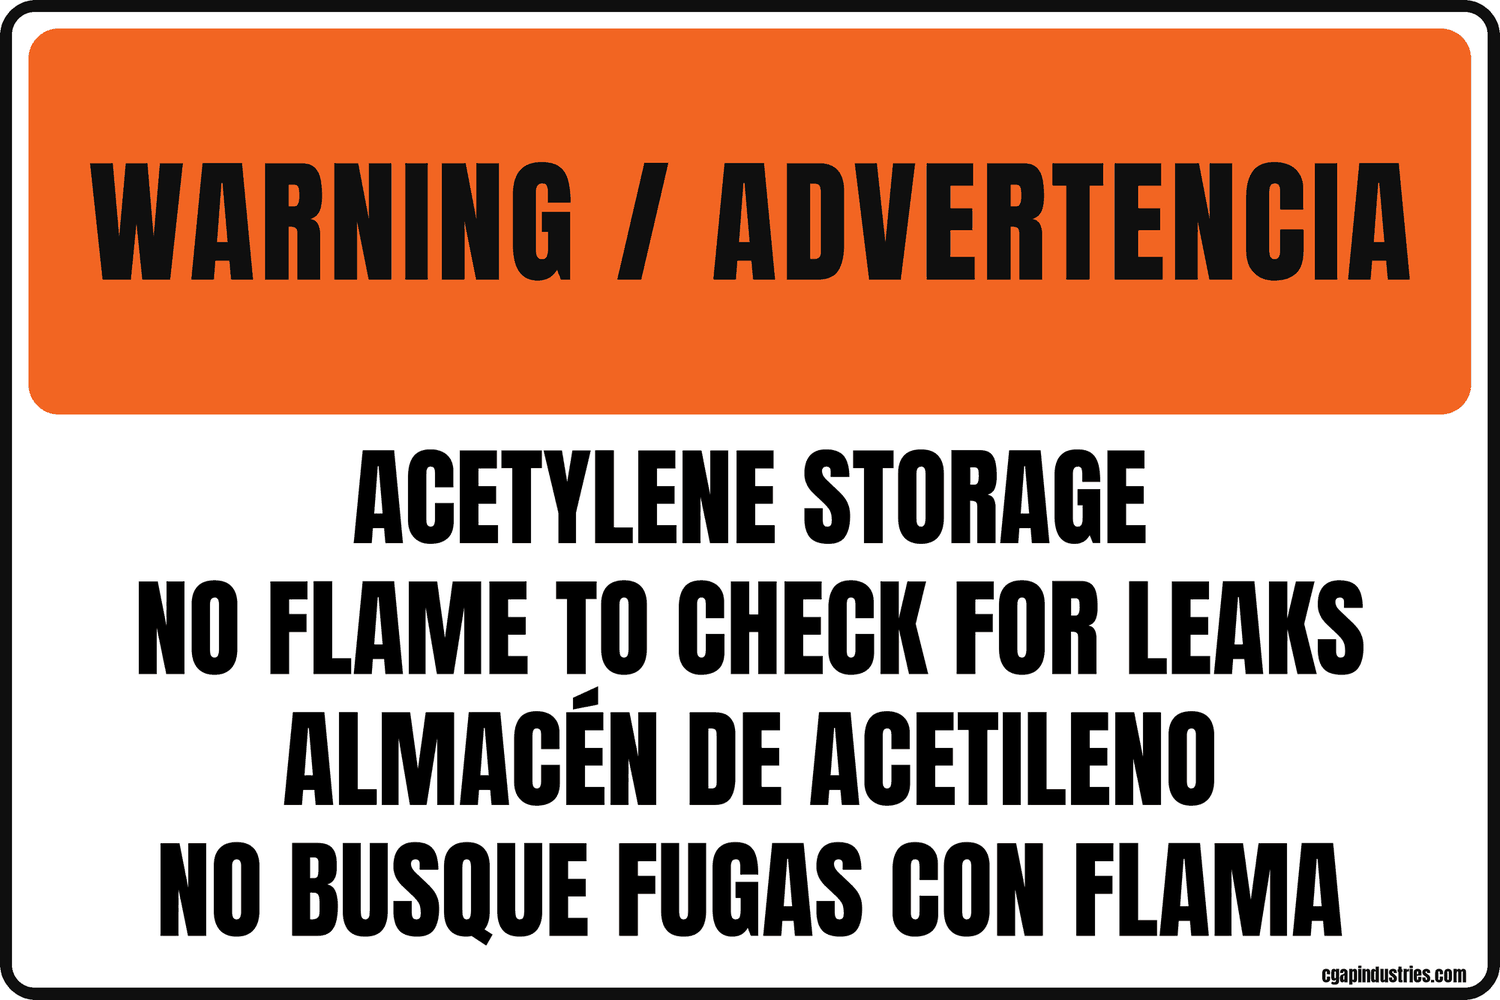 WARNING / ADVERTENCIA
ACETYLENE STORAGE
NO FLAME TO CHECK FOR LEAKS
ALMACÉN DE ACETILENO
NO BUSQUE FUGAS CON FLAMA
cgapindustries.com